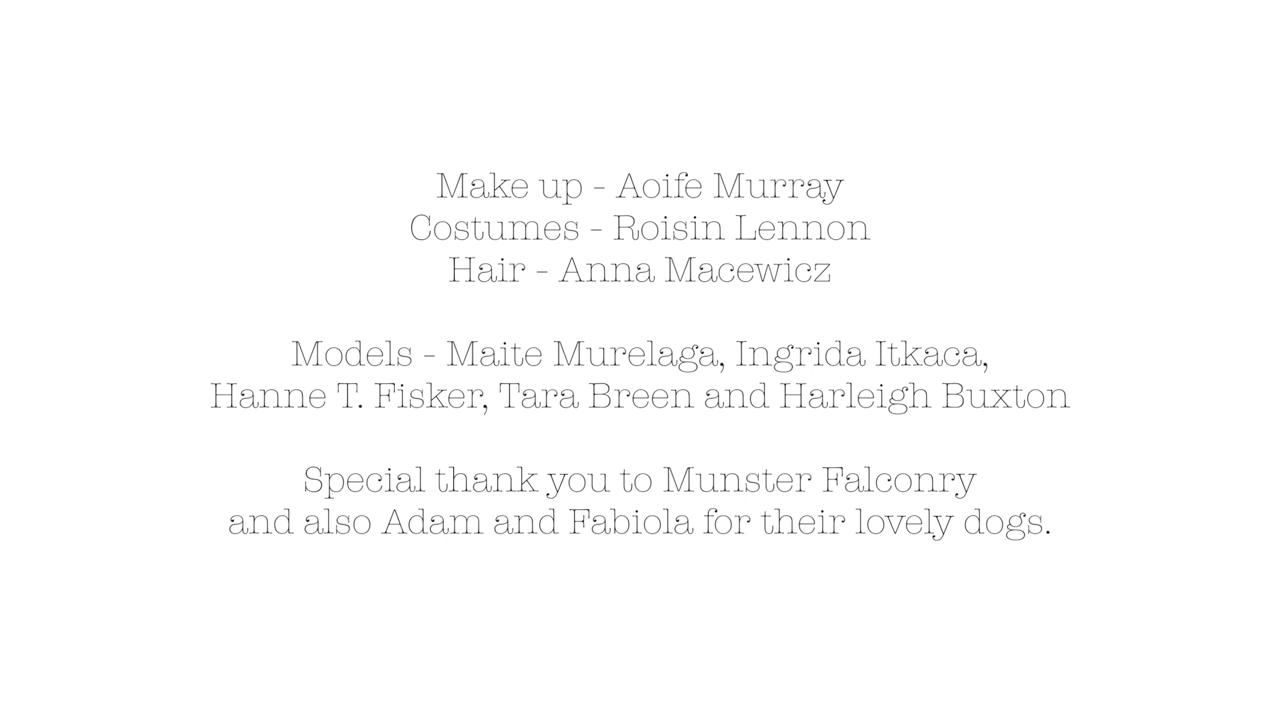 Make up - Aoife Murray
Costumes - Roisin Lennon
Hair - Anna Macewicz
Models - Maite Murelaga, Ingrida Itkaca,
Hanne T. Fisker, Tara Breen and Harleigh Buxton
Special thank you to Munster Falconry
and also Adam and Fabiola for their lovely dogs.